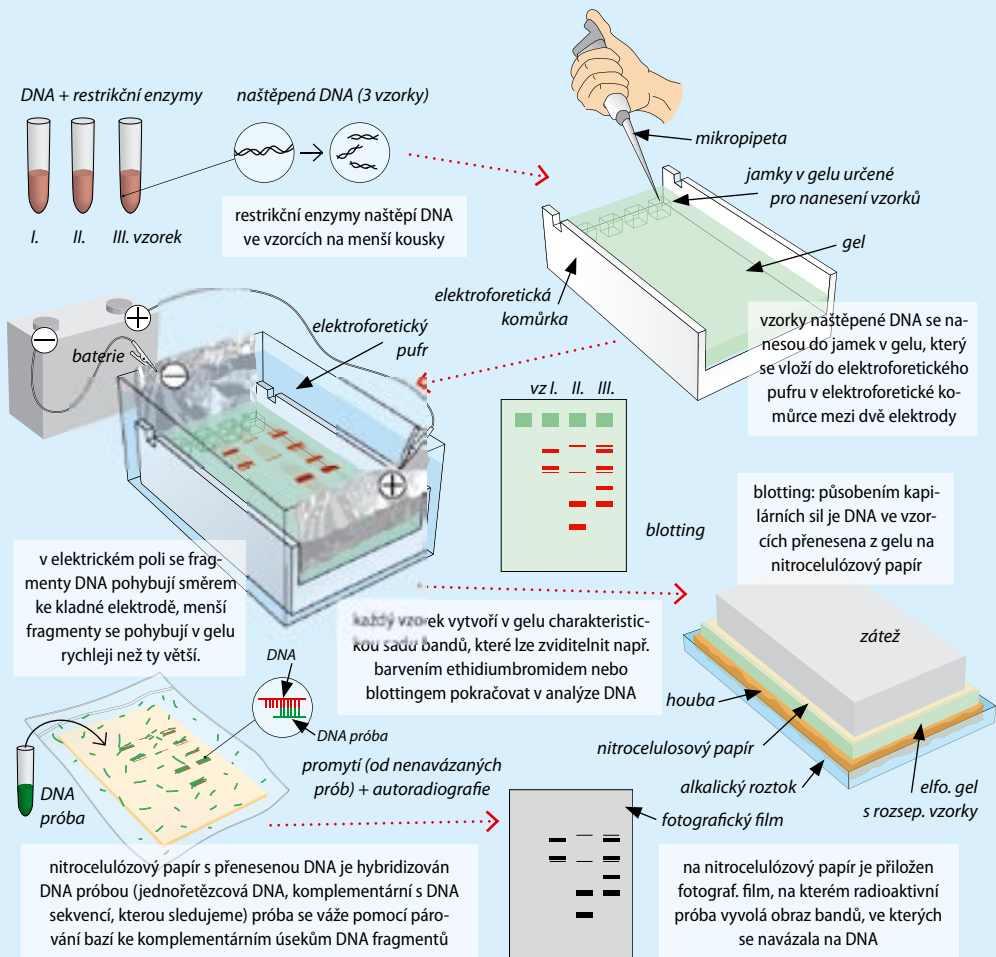 DNA + restrikční enzymy
naštěpená DNA (3 vzorky)
I. II. III. vzorek
restrikční enzymy naštěpí DNA
ve vzorcích na menší kousky
mikropipeta
jamky v gelu určené
pro nanesení vzorků
gel
elektroforetická
komůrka
vzorky naštěpené DNA se na-
nesou do jamek v gelu, který
se vloží do elektroforetického
pufru v elektroforetické ko-
můrce mezi dvě elektrody
+
−
baterie
−
elektroforetický
pufr
+
v elektrickém poli se frag-
menty DNA pohybují směrem
ke kladné elektrodě, menší
fragmenty se pohybují v gelu
rychleji než ty větší.
vz I. II. III.
blotting
každý vzorek vytvoří v gelu charakteristic-
kou sadu bandů, které lze zviditelnit např.
barvením ethidiumbromidem nebo
blottingem pokračovat v analýze DNA
blotting: působením kapi-
lárních sil je DNA ve vzor-
cích přenesena z gelu na
nitrocelulózový papír
zátěž
houba
nitrocelulosový papír
alkalický roztok
elfo. gel
s rozsep. vzorky
DNA
DNA próba
DNA
próba
promytí (od nenavázaných
prób) + autoradiografie
nitrocelulózový papír s přenesenou DNA je hybridizován
DNA próbou (jednořetězcová DNA, komplementární s DNA
sekvencí, kterou sledujeme) próba se váže pomocí páro-
vání bazí ke komplementárním úsekům DNA fragmentů
fotografický film
na nitrocelulózový papír je přiložen
fotograf. film, na kterém radioaktivní
próba vyvolá obraz bandů, ve kterých
se navázala na DNA